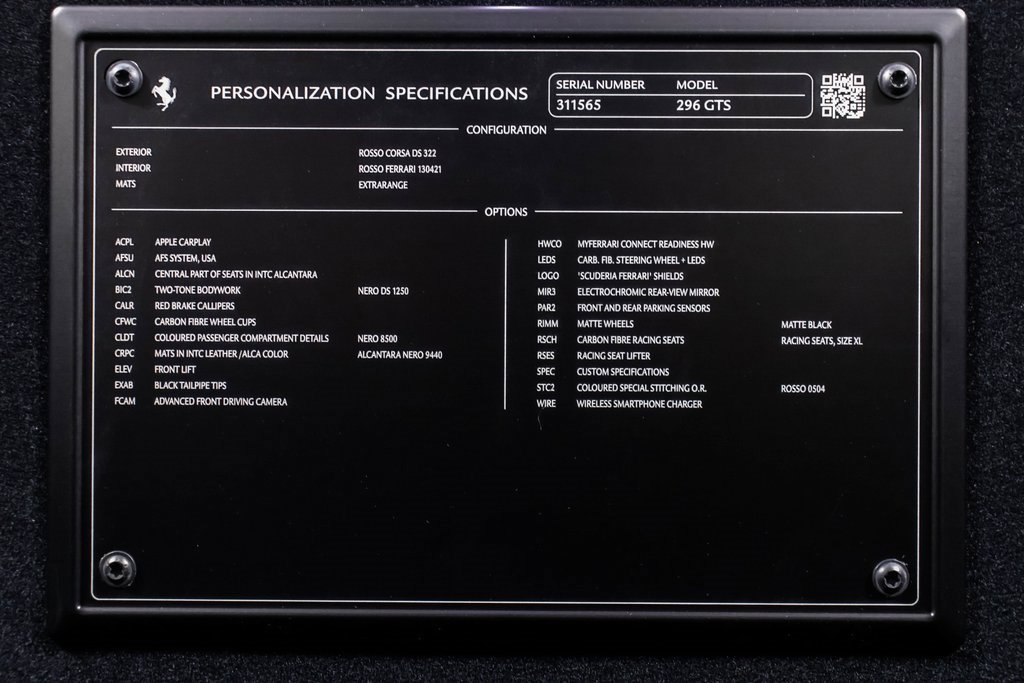 PERSONALIZATION SPECIFICATIONS
SERIAL NUMBER MODEL
311565 296 GTS
CONFIGURATION
EXTERIOR ROSSO CORSA DS 322
INTERIOR ROSSO FERRARI 130421
MATS EXTRARANGE
OPTIONS
ACPL APPLE CARPLAY
AFSU AFS SYSTEM, USA
ALCN CENTRAL PART OF SEATS IN INTC ALCANTARA
BIC2 TWO-TONE BODYWORK NERO DS 1250
CALR RED BRAKE CALLIPERS
CFWC CARBON FIBRE WHEEL CUPS
CLDT COLOURED PASSENGER COMPARTMENT DETAILS NERO 8500
CRPC MATS IN INTC LEATHER /ALCA COLOR ALCANTARA NERO 9440
ELEV FRONT LIFT
EXAB BLACK TAILPIPE TIPS
FCAM ADVANCED FRONT DRIVING CAMERA
HWCO MYFERRARI CONNECT READINESS HW
LEDS CARB. FIB. STEERING WHEEL + LEDS
LOGO 'SCUDERIA FERRARI' SHIELDS
MIR3 ELECTROCHROMIC REAR-VIEW MIRROR
PAR2 FRONT AND REAR PARKING SENSORS
RIMM MATTE WHEELS MATTE BLACK
RSCH CARBON FIBRE RACING SEATS RACING SEATS, SIZE XL
RSES RACING SEAT LIFTER
SPEC CUSTOM SPECIFICATIONS
STC2 COLOURED SPECIAL STITCHING O.R. ROSSO 0504
WIRE WIRELESS SMARTPHONE CHARGER